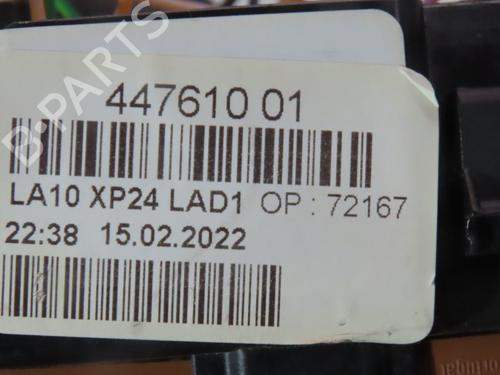 B-PARTS
447610 01
LA10 XP24 LAD1 OP : 72167
22:38 15.02.2022